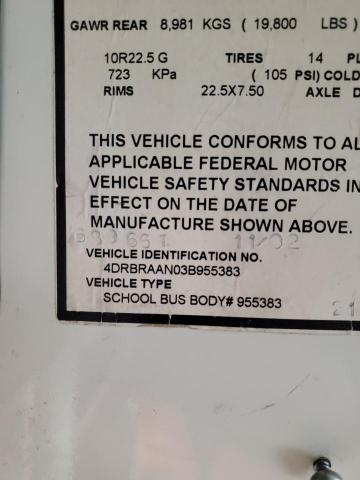 GAWR REAR 8,981 KGS ( 19,800 LBS )
10R22.5 G TIRES 14
723 KPa ( 105 PSI) COLD
RIMS 22.5X7.50 AXLE
THIS VEHICLE CONFORMS TO
APPLICABLE FEDERAL MOTOR
VEHICLE SAFETY STANDARDS IN
EFFECT ON THE DATE OF
MANUFACTURE SHOWN ABOVE.
11/02
VEHICLE IDENTIFICATION NO.
4DRBRAAN03B955383
VEHICLE TYPE
SCHOOL BUS BODY# 955383